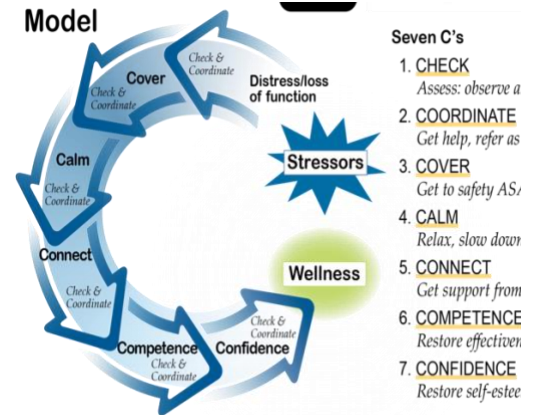 Model
Check &
Coordinate
Cover
Check &
Coordinate
Calm
Check &
Coordinate
Connect
Check &
Coordinate
Competence
Check &
Coordinate
Confidence
Check &
Coordinate
Distress/loss
of function
Stressors
Wellness
Seven C's
1. CHECK
Assess: observe a
2. COORDINATE
Get help, refer as
3. COVER
Get to safety ASA
4. CALM
Relax, slow down
5. CONNECT
Get support from
6. COMPETENCE
Restore effectiven
7. CONFIDENCE
Restore self-estee